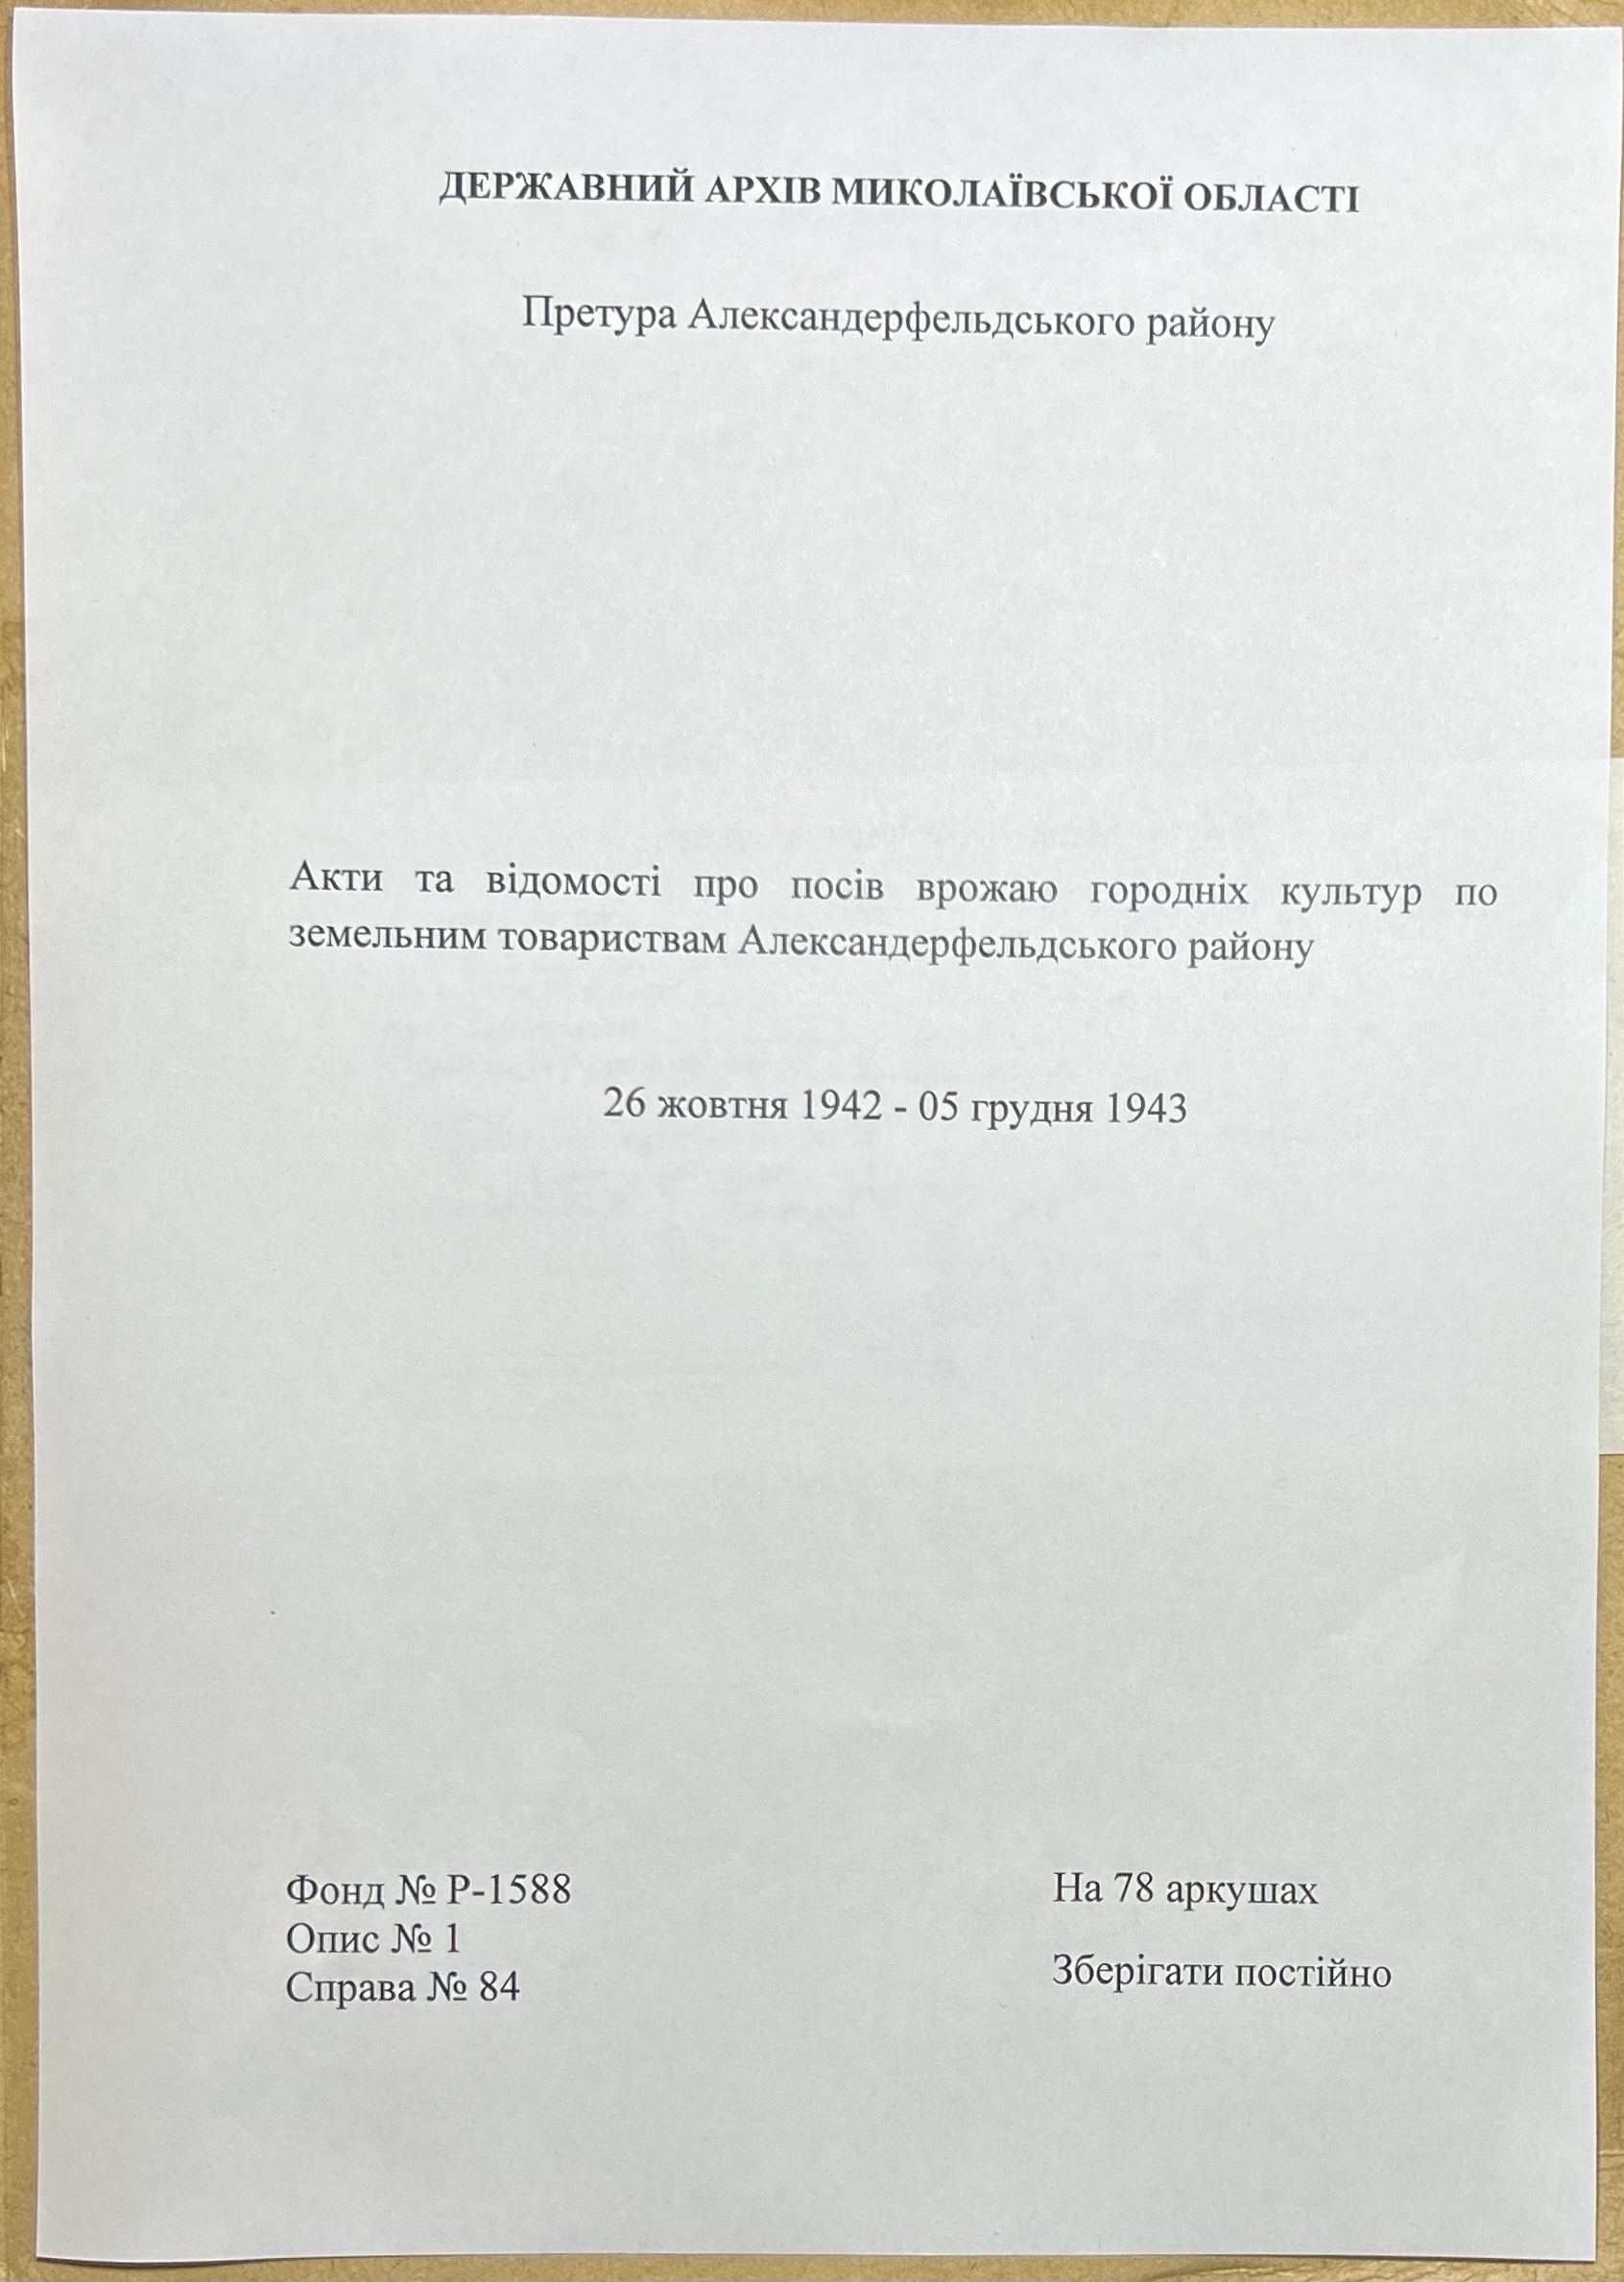 ДЕРЖАВНИЙ АРХІВ МИКОЛАЇВСЬКОЇ ОБЛАСТІ
Претура Александерфельдського району
Акти та відомості про посів врожаю городніх культур по
земельним товариствам Александерфельдського району
26 жовтня 1942 - 05 грудня 1943
Фонд № Р-1588
Опис № 1
Справа № 84
На 78 аркушах
Зберігати постійно